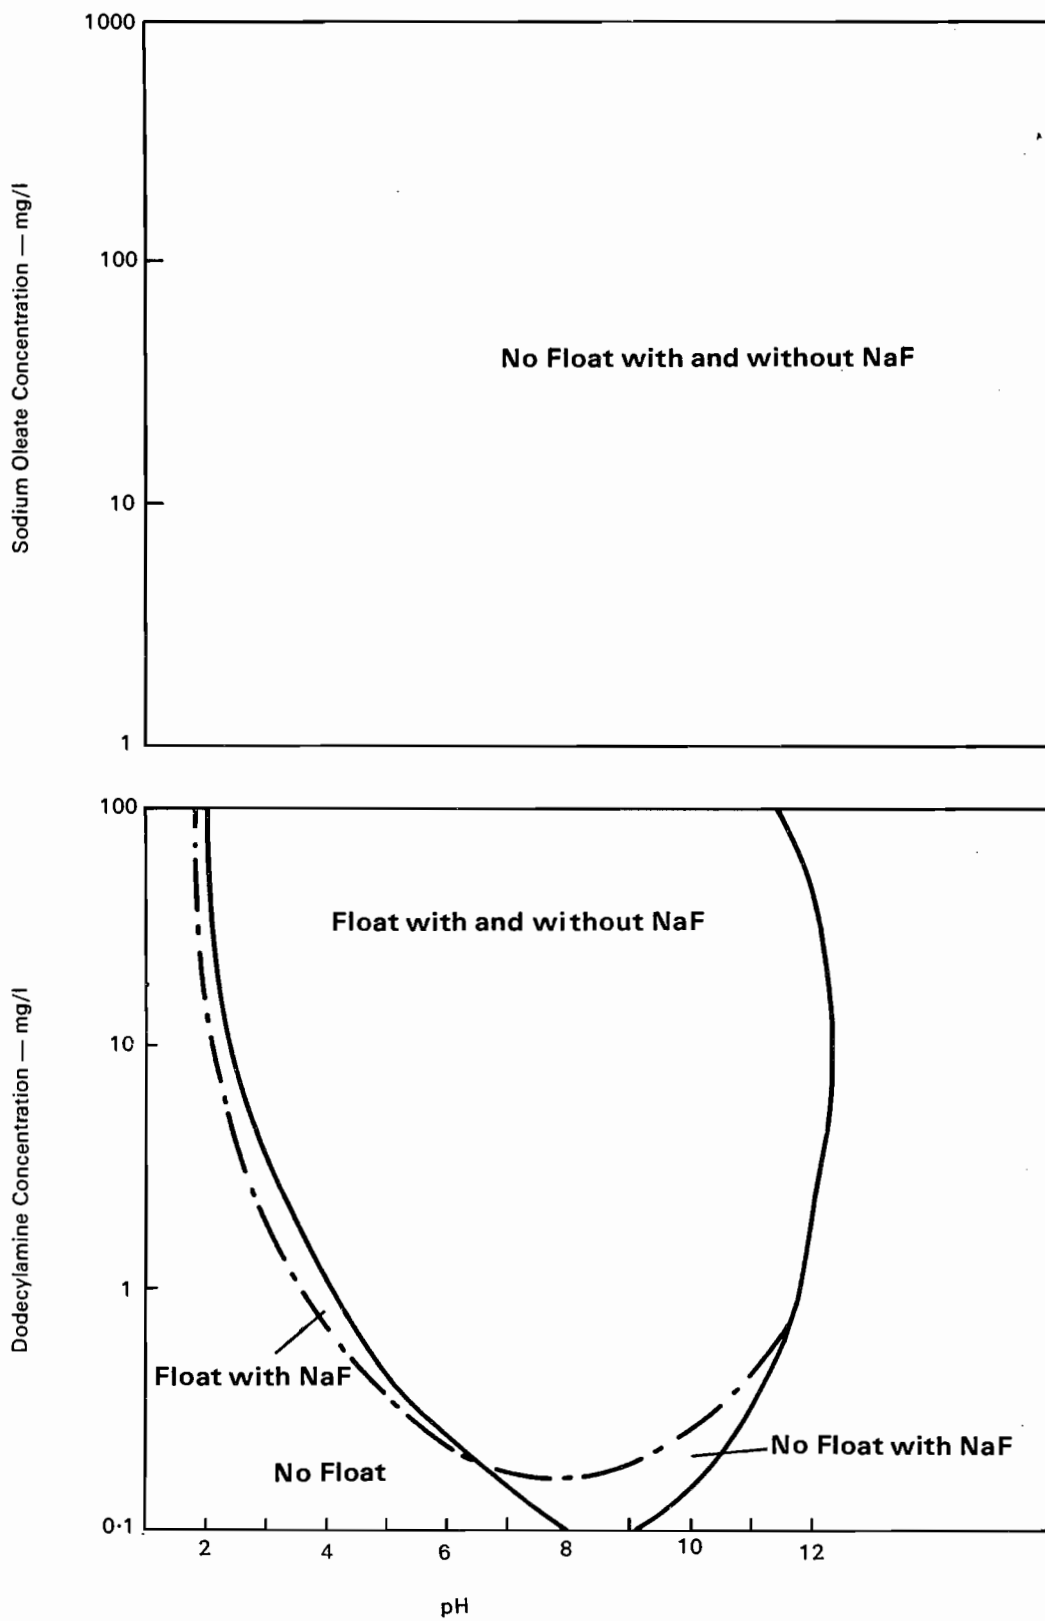 1000
100
10
1
Sodium Oleate Concentration — mg/l
No Float with and without NaF
100
10
1
0·1
Dodecylamine Concentration — mg/l
Float with and without NaF
Float with NaF
No Float
No Float with NaF
2 4 6 8 10 12
pH